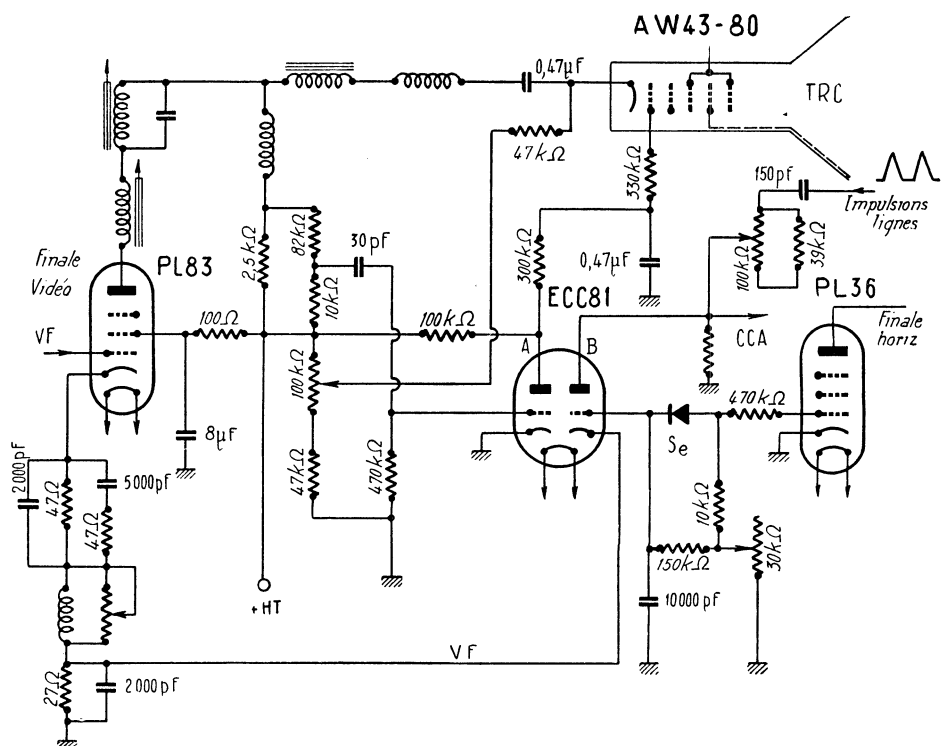 AW43-80
TRC
0,47µF
47kΩ
330kΩ
150pF
Impulsions
lignes
100kΩ
39kΩ
Finale
Vidéo
PL83
VF
2,5kΩ
82kΩ
30pF
10kΩ
300kΩ
0,47µF
ECC81
PL36
Finale
horiz
100Ω
100kΩ
A
B
CCA
100kΩ
8µF
470kΩ
Se
2000pF
47Ω
5000pF
47Ω
47kΩ
470kΩ
10kΩ
150kΩ
30kΩ
+HT
10000pF
VF
27Ω
2000pF